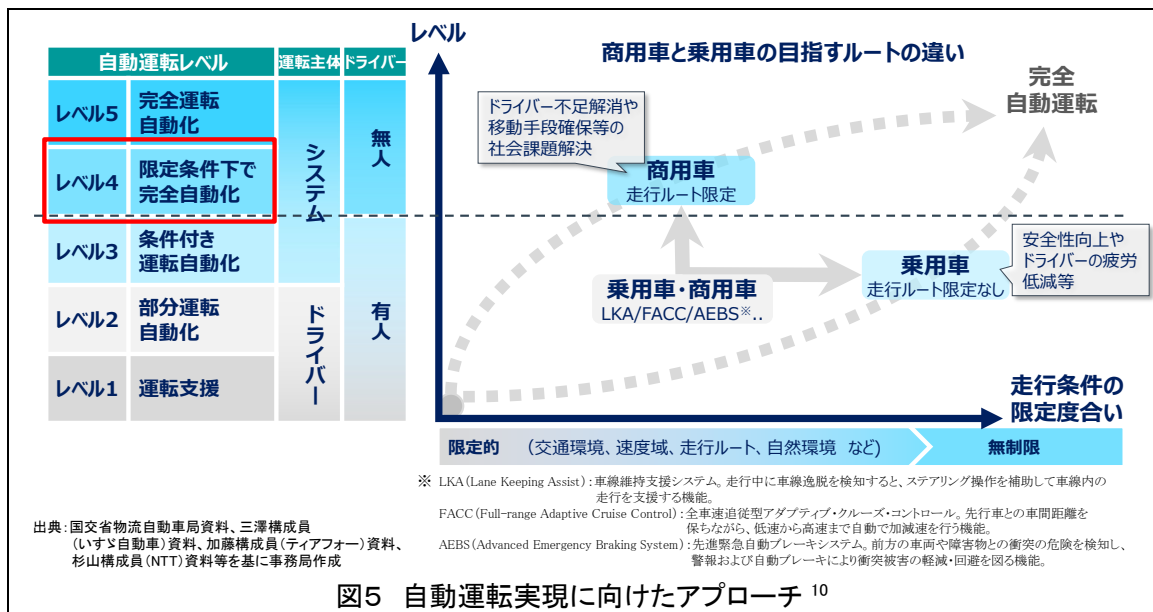 自動運転レベル 運転主体 ドライバー
レベル5 完全運転
自動化
レベル4 限定条件下で
完全自動化
レベル3 条件付き
運転自動化
レベル2 部分運転
自動化
レベル1 運転支援
システム
ドライバー
無人
有人
レベル
商用車と乗用車の目指すルートの違い
完全
自動運転
ドライバー不足解消や
移動手段確保等の
社会課題解決
商用車
走行ルート限定
安全性向上や
ドライバーの疲労
低減等
乗用車
走行ルート限定なし
乗用車・商用車
LKA/FACC/AEBS※..
走行条件の
限定度合い
限定的 (交通環境、速度域、走行ルート、自然環境 など) 無制限
※ LKA(Lane Keeping Assist):車線維持支援システム。走行中に車線逸脱を検知すると、ステアリング操作を補助して車線内の
走行を支援する機能。
FACC(Full-range Adaptive Cruise Control):全車速追従型アダプティブ・クルーズ・コントロール。先行車との車間距離を
保ちながら、低速から高速まで自動で加減速を行う機能。
AEBS(Advanced Emergency Braking System):先進緊急自動ブレーキシステム。前方の車両や障害物との衝突の危険を検知し、
警報および自動ブレーキにより衝突被害の軽減・回避を図る機能。
出典:国交省物流自動車局資料、三澤構成員
(いすゞ自動車)資料、加藤構成員(ティアフォー)資料、
杉山構成員(NTT)資料等を基に事務局作成
図5 自動運転実現に向けたアプローチ 10